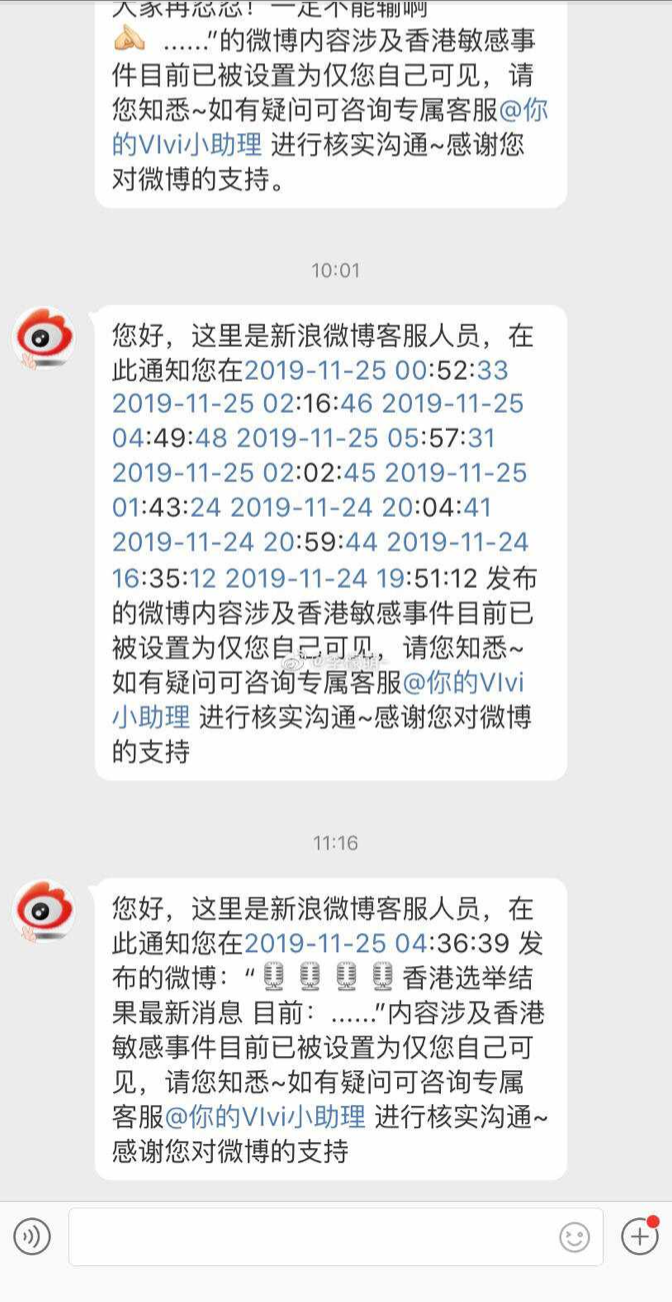 大家再忍忍！一定不能输啊
……”的微博内容涉及香港敏感事
件目前已被设置为仅您自己可见，请
您知悉~如有疑问可咨询专属客服@你
的VIvi小助理 进行核实沟通~感谢您
对微博的支持。
10:01
您好，这里是新浪微博客服人员，在
此通知您在2019-11-25 00:52:33
2019-11-25 02:16:46 2019-11-25
04:49:48 2019-11-25 05:57:31
2019-11-25 02:02:45 2019-11-25
01:43:24 2019-11-24 20:04:41
2019-11-24 20:59:44 2019-11-24
16:35:12 2019-11-24 19:51:12 发布
的微博内容涉及香港敏感事件目前已
被设置为仅您自己可见，请您知悉~
如有疑问可咨询专属客服@你的VIvi
小助理 进行核实沟通~感谢您对微博
的支持
11:16
您好，这里是新浪微博客服人员，在
此通知您在2019-11-25 04:36:39 发
布的微博：“🎙🎙🎙🎙香港选举结
果最新消息 目前：……”内容涉及香港
敏感事件目前已被设置为仅您自己可
见，请您知悉~如有疑问可咨询专属
客服@你的VIvi小助理 进行核实沟通~
感谢您对微博的支持